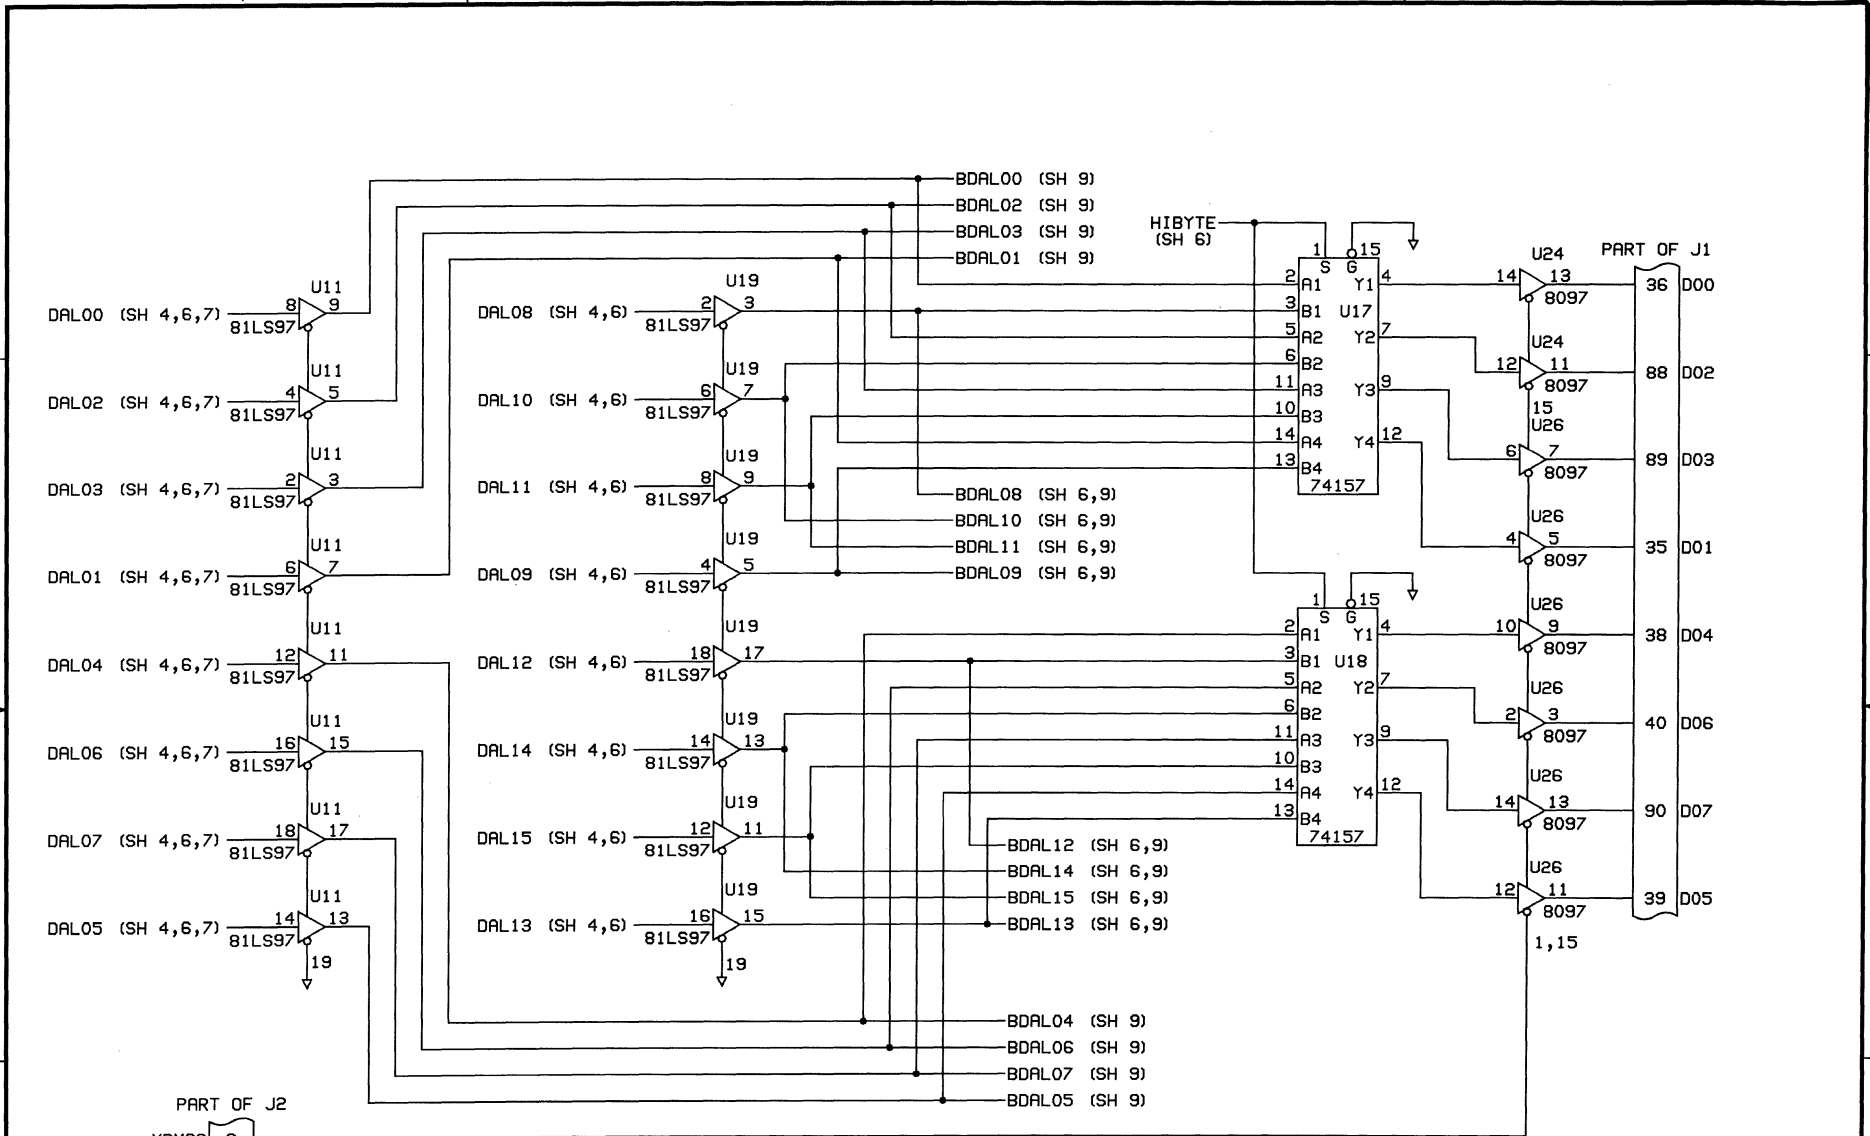 BDAL00 (SH 9)
BDAL02 (SH 9)
BDAL03 (SH 9)
BDAL01 (SH 9)
HIBYTE
(SH 6)
PART OF J1
DAL00 (SH 4,6,7) 8 U11 9 81LS97
DAL02 (SH 4,6,7) 4 U11 5 81LS97
DAL03 (SH 4,6,7) 2 U11 3 81LS97
DAL01 (SH 4,6,7) 6 U11 7 81LS97
DAL04 (SH 4,6,7) 12 U11 11 81LS97
DAL06 (SH 4,6,7) 16 U11 15 81LS97
DAL07 (SH 4,6,7) 18 U11 17 81LS97
DAL05 (SH 4,6,7) 14 U11 13 81LS97
19
DAL08 (SH 4,6) 2 U19 3 81LS97
DAL10 (SH 4,6) 6 U19 7 81LS97
DAL11 (SH 4,6) 8 U19 9 81LS97
DAL09 (SH 4,6) 4 U19 5 81LS97
DAL12 (SH 4,6) 18 U19 17 81LS97
DAL14 (SH 4,6) 14 U19 13 81LS97
DAL15 (SH 4,6) 12 U19 11 81LS97
DAL13 (SH 4,6) 16 U19 15 81LS97
19
BDAL08 (SH 6,9)
BDAL10 (SH 6,9)
BDAL11 (SH 6,9)
BDAL09 (SH 6,9)
BDAL12 (SH 6,9)
BDAL14 (SH 6,9)
BDAL15 (SH 6,9)
BDAL13 (SH 6,9)
BDAL04 (SH 9)
BDAL06 (SH 9)
BDAL07 (SH 9)
BDAL05 (SH 9)
1 S G 15
2 A1 Y1 4
3 B1 U17
5 A2 Y2 7
6 B2
11 A3 Y3 9
10 B3
14 A4 Y4 12
13 B4
74157
1 S G 15
2 A1 Y1 4
3 B1 U18
5 A2 Y2 7
6 B2
11 A3 Y3 9
10 B3
14 A4 Y4 12
13 B4
74157
14 U24 13 8097 36 D00
12 U24 11 8097 88 D02
15
6 U26 7 8097 89 D03
4 U26 5 8097 35 D01
10 U26 9 8097 38 D04
2 U26 3 8097 40 D06
14 U26 13 8097 90 D07
12 U26 11 8097 39 D05
1,15
PART OF J2